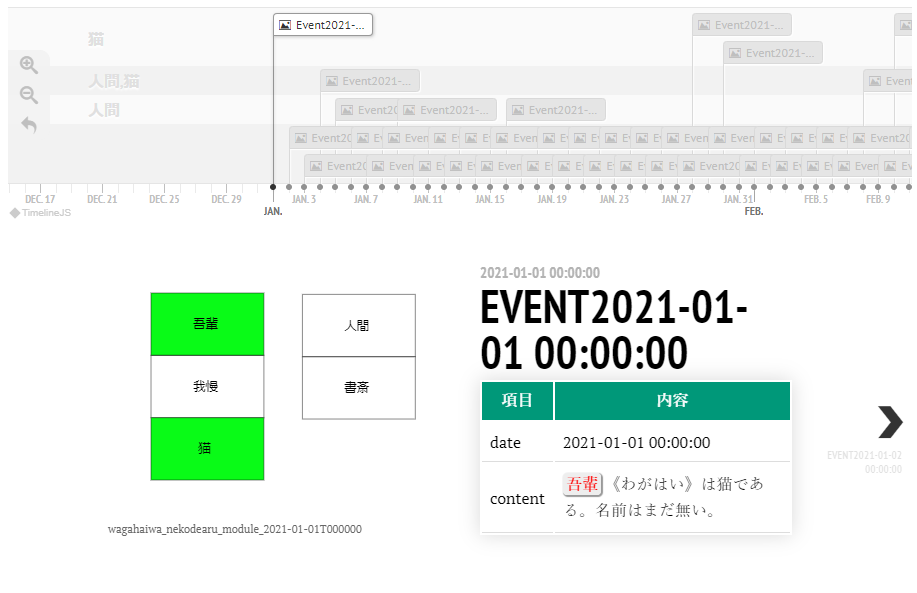 Event2021-...
Event2021-...
Event2021-...
猫
人間,猫
Event2021-...
人間
Event2021-...
Event2021-...
DEC. 17
DEC. 21
DEC. 25
DEC. 29
JAN.
JAN. 3
JAN. 7
JAN. 11
JAN. 15
JAN. 19
JAN. 23
JAN. 27
JAN. 31
FEB.
FEB. 5
FEB. 9
TimelineJS
吾輩
我慢
猫
人間
書斎
wagahaiwa_nekodearu_module_2021-01-01T000000
2021-01-01 00:00:00
EVENT2021-01-
01 00:00:00
項目 内容
date 2021-01-01 00:00:00
content 吾輩《わがはい》は猫であ
る。名前はまだ無い。
EVENT2021-01-02
00:00:00